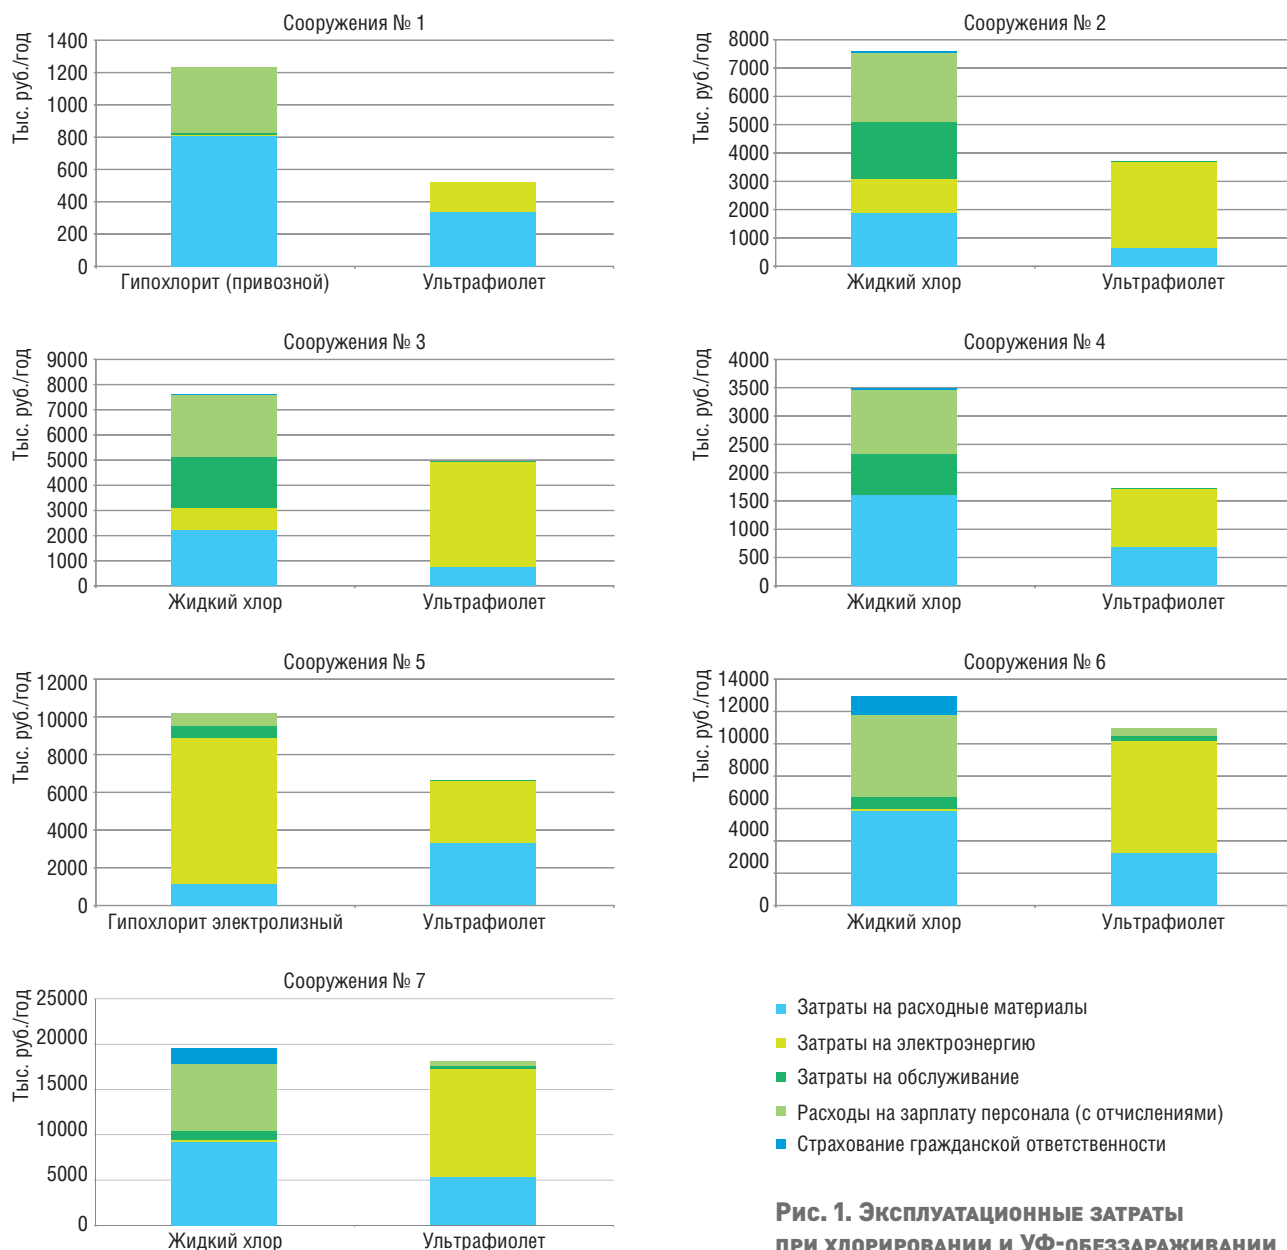 Сооружения № 1
Тыс. руб./год
1400
1200
1000
800
600
400
200
0
Гипохлорит (привозной)
Ультрафиолет
Сооружения № 2
Тыс. руб./год
8000
7000
6000
5000
4000
3000
2000
1000
0
Жидкий хлор
Ультрафиолет
Сооружения № 3
Тыс. руб./год
9000
8000
7000
6000
5000
4000
3000
2000
1000
0
Жидкий хлор
Ультрафиолет
Сооружения № 4
Тыс. руб./год
4000
3500
3000
2500
2000
1500
1000
500
0
Жидкий хлор
Ультрафиолет
Сооружения № 5
Тыс. руб./год
12000
10000
8000
6000
4000
2000
0
Гипохлорит электролизный
Ультрафиолет
Сооружения № 6
Тыс. руб./год
14000
12000
10000
8000
6000
4000
2000
0
Жидкий хлор
Ультрафиолет
Сооружения № 7
Тыс. руб./год
25000
20000
15000
10000
5000
0
Жидкий хлор
Ультрафиолет
Затраты на расходные материалы
Затраты на электроэнергию
Затраты на обслуживание
Расходы на зарплату персонала (с отчислениями)
Страхование гражданской ответственности
Рис. 1. Эксплуатационные затраты
при хлорировании и УФ-обеззараживании